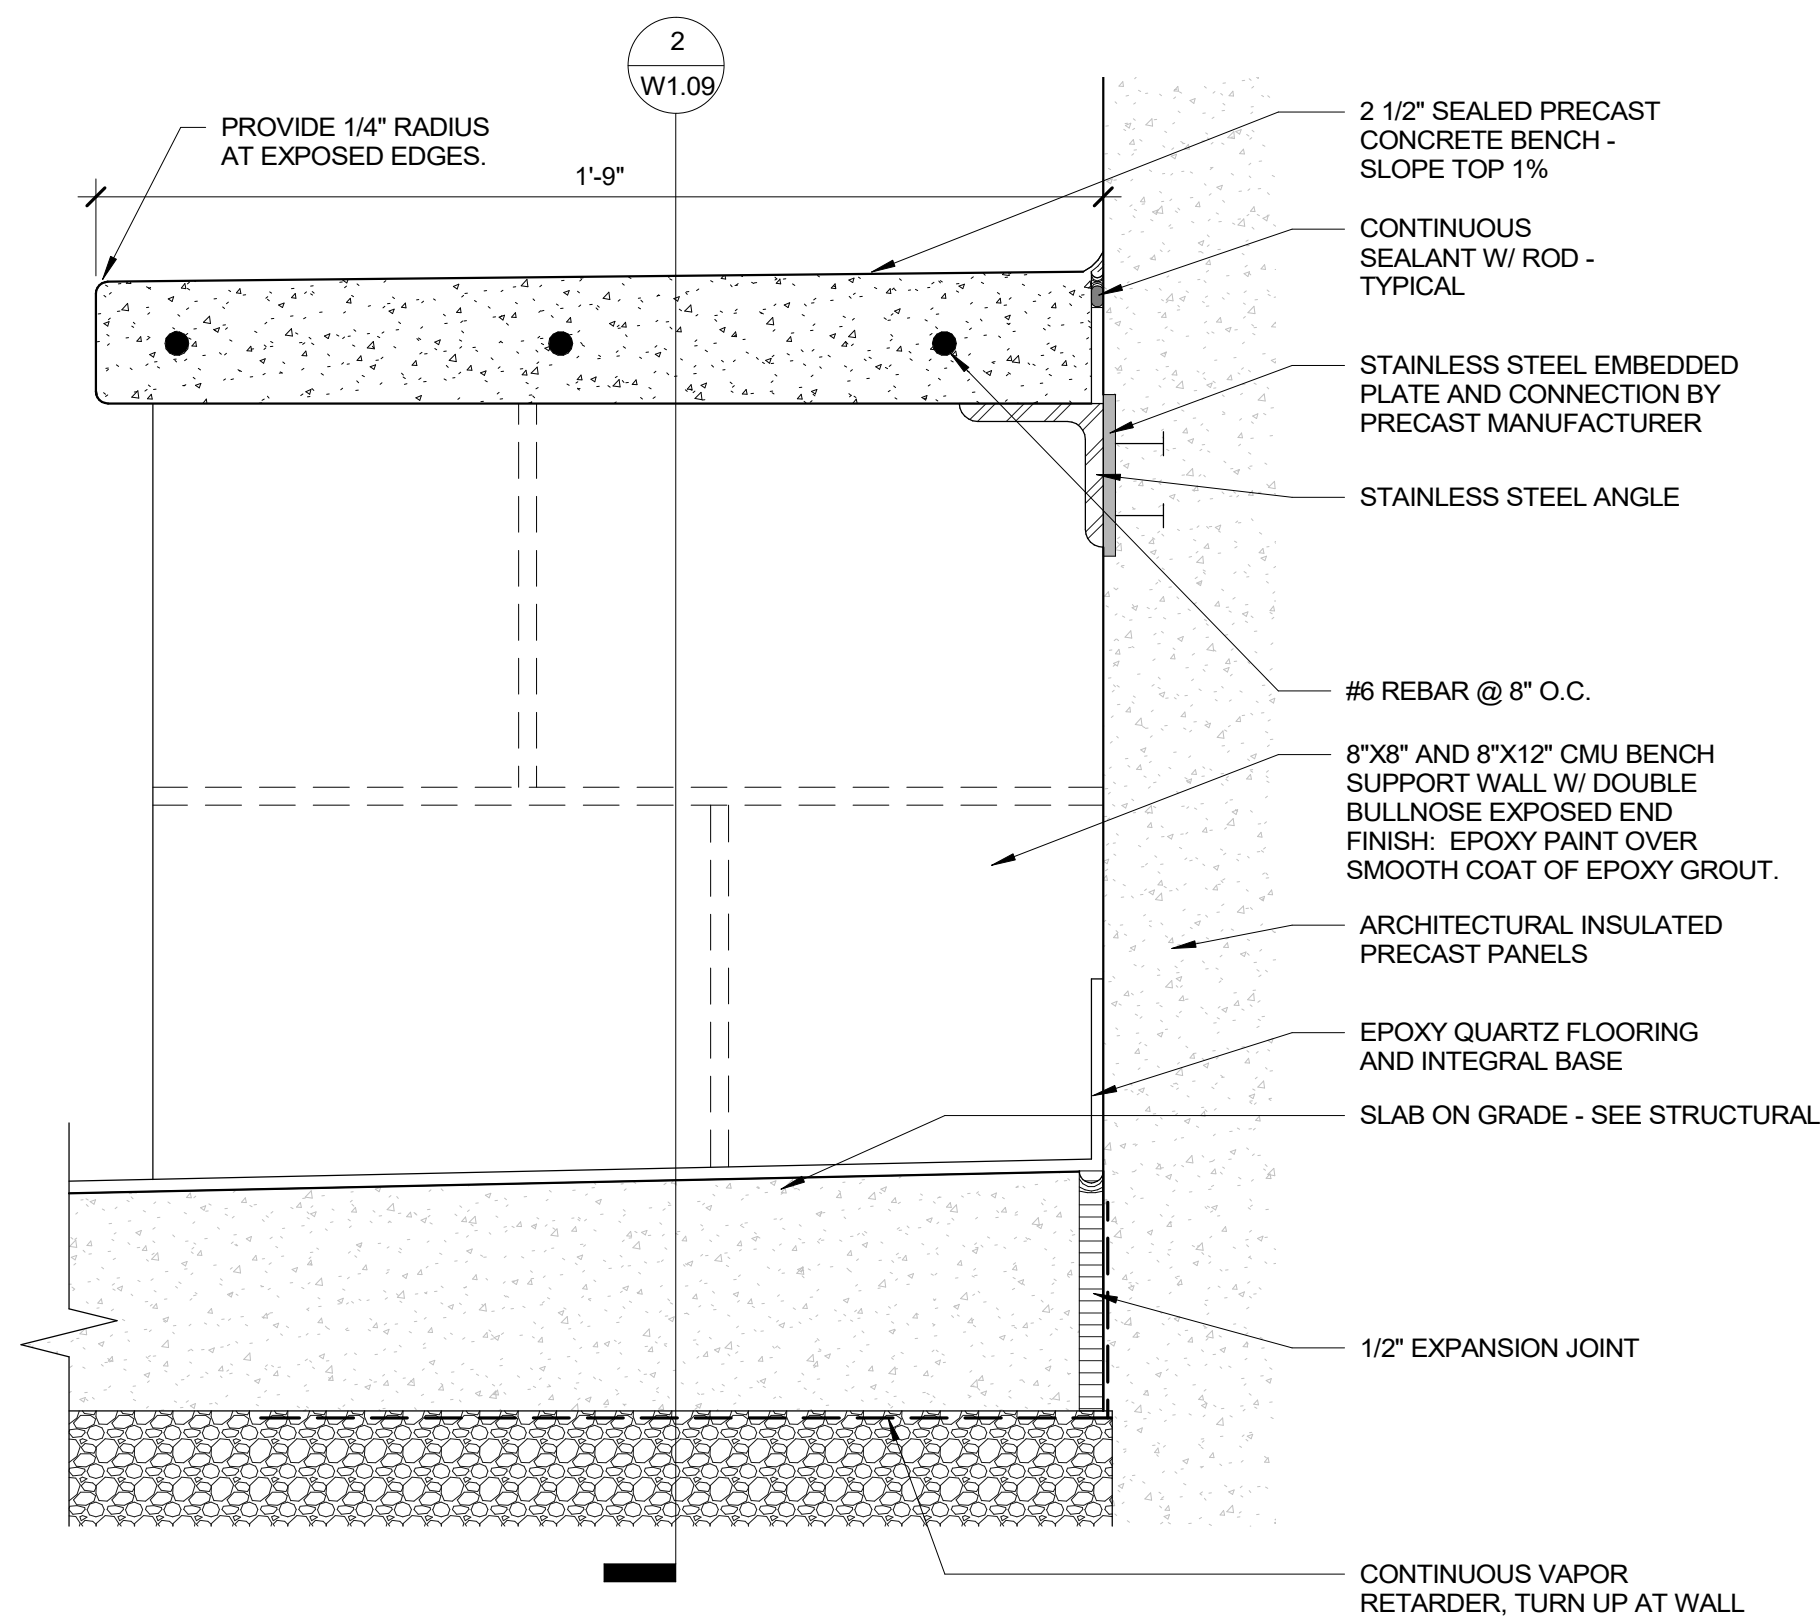 2
W1.09
PROVIDE 1/4" RADIUS
AT EXPOSED EDGES.
1'-9"
2 1/2" SEALED PRECAST
CONCRETE BENCH -
SLOPE TOP 1%
CONTINUOUS
SEALANT W/ ROD -
TYPICAL
STAINLESS STEEL EMBEDDED
PLATE AND CONNECTION BY
PRECAST MANUFACTURER
STAINLESS STEEL ANGLE
#6 REBAR @ 8" O.C.
8"X8" AND 8"X12" CMU BENCH
SUPPORT WALL W/ DOUBLE
BULLNOSE EXPOSED END
FINISH: EPOXY PAINT OVER
SMOOTH COAT OF EPOXY GROUT.
ARCHITECTURAL INSULATED
PRECAST PANELS
EPOXY QUARTZ FLOORING
AND INTEGRAL BASE
SLAB ON GRADE - SEE STRUCTURAL
1/2" EXPANSION JOINT
CONTINUOUS VAPOR
RETARDER, TURN UP AT WALL